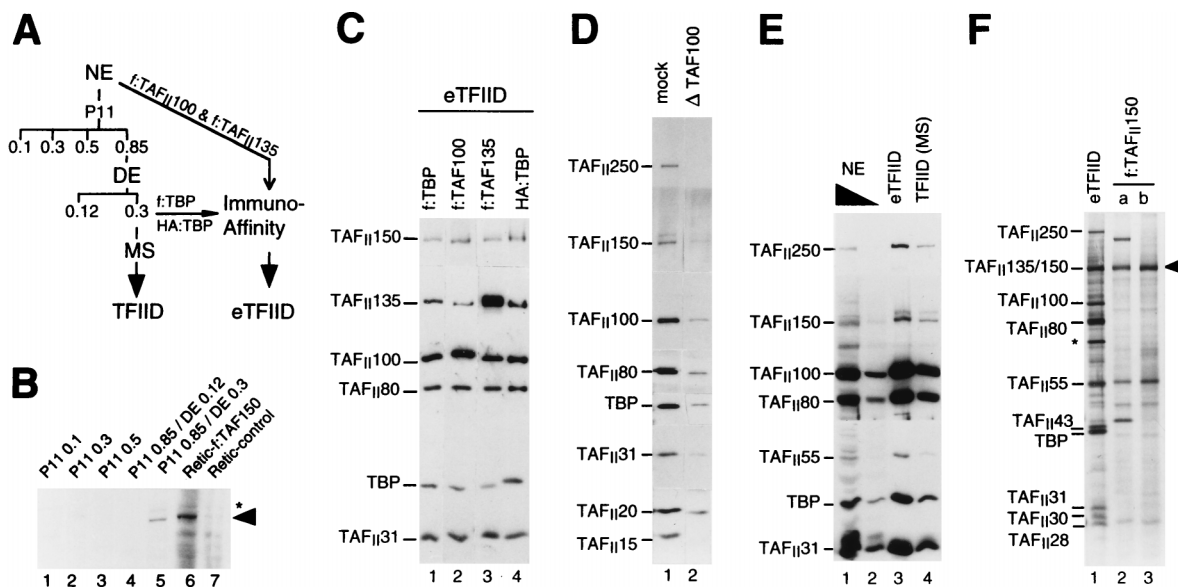 A
NE
f:TAFII100 & f:TAFII135
P11
0.1 0.3 0.5 0.85
DE
0.12 0.3
f:TBP
HA:TBP
Immuno-
Affinity
MS
TFIID
eTFIID
B
P11 0.1
P11 0.3
P11 0.5
P11 0.85 / DE 0.12
P11 0.85 / DE 0.3
Retic-f:TAF150
Retic-control
*
1 2 3 4 5 6 7
C
eTFIID
f:TBP
f:TAF100
f:TAF135
HA:TBP
TAFII150
TAFII135
TAFII100
TAFII80
TBP
TAFII31
1 2 3 4
D
mock
Δ TAF100
TAFII250
TAFII150
TAFII100
TAFII80
TBP
TAFII31
TAFII20
TAFII15
1 2
E
NE
eTFIID
TFIID (MS)
TAFII250
TAFII150
TAFII100
TAFII80
TAFII55
TBP
TAFII31
1 2 3 4
F
eTFIID
f:TAFII150
a b
TAFII250
TAFII135/150
TAFII100
TAFII80
*
TAFII55
TAFII43
TBP
TAFII31
TAFII30
TAFII28
1 2 3